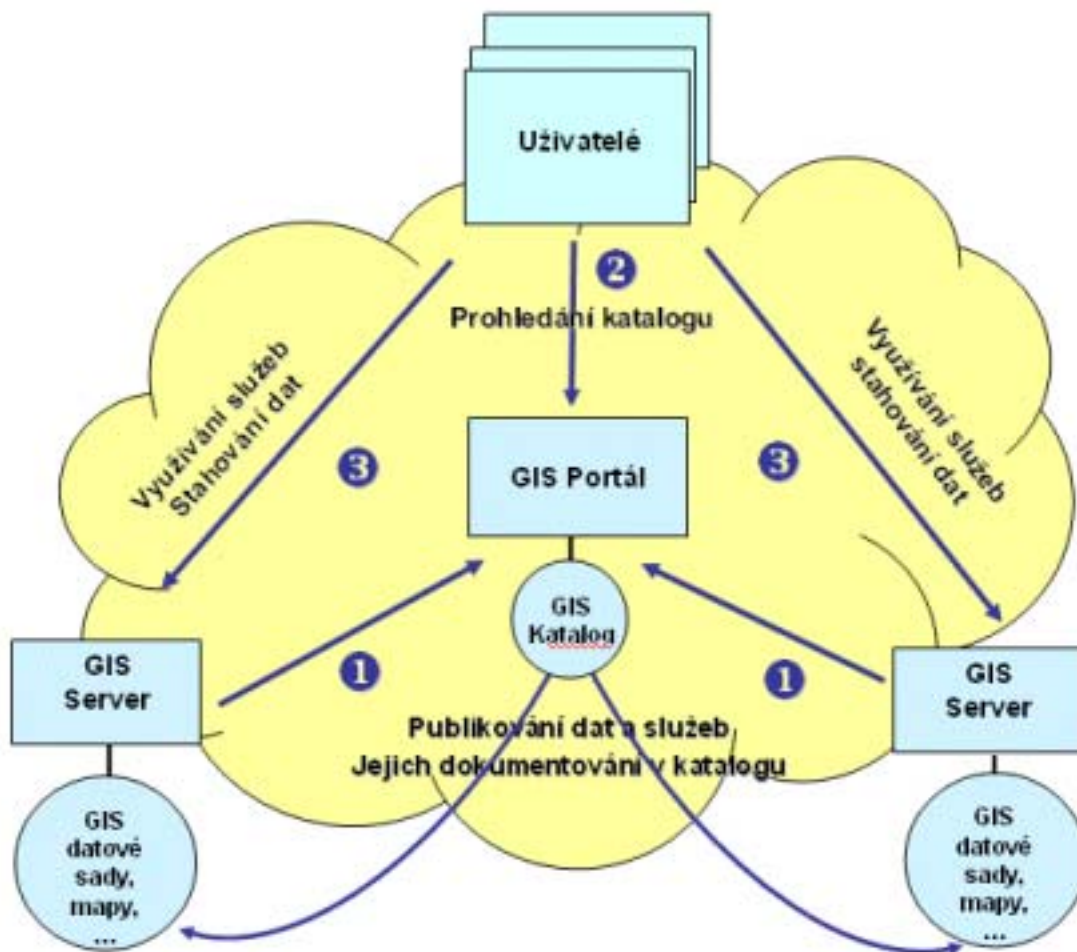 Uživatelé
2
Prohledání katalogu
Využívání služeb
Stahování dat
3
Využívání služeb
stahování dat
3
GIS Portál
GIS
Katalog
GIS
Server
1
1
GIS
Server
Publikování dat a služeb
Jejich dokumentování v katalogu
GIS
datové
sady,
mapy,
...
GIS
datové
sady,
mapy,
...